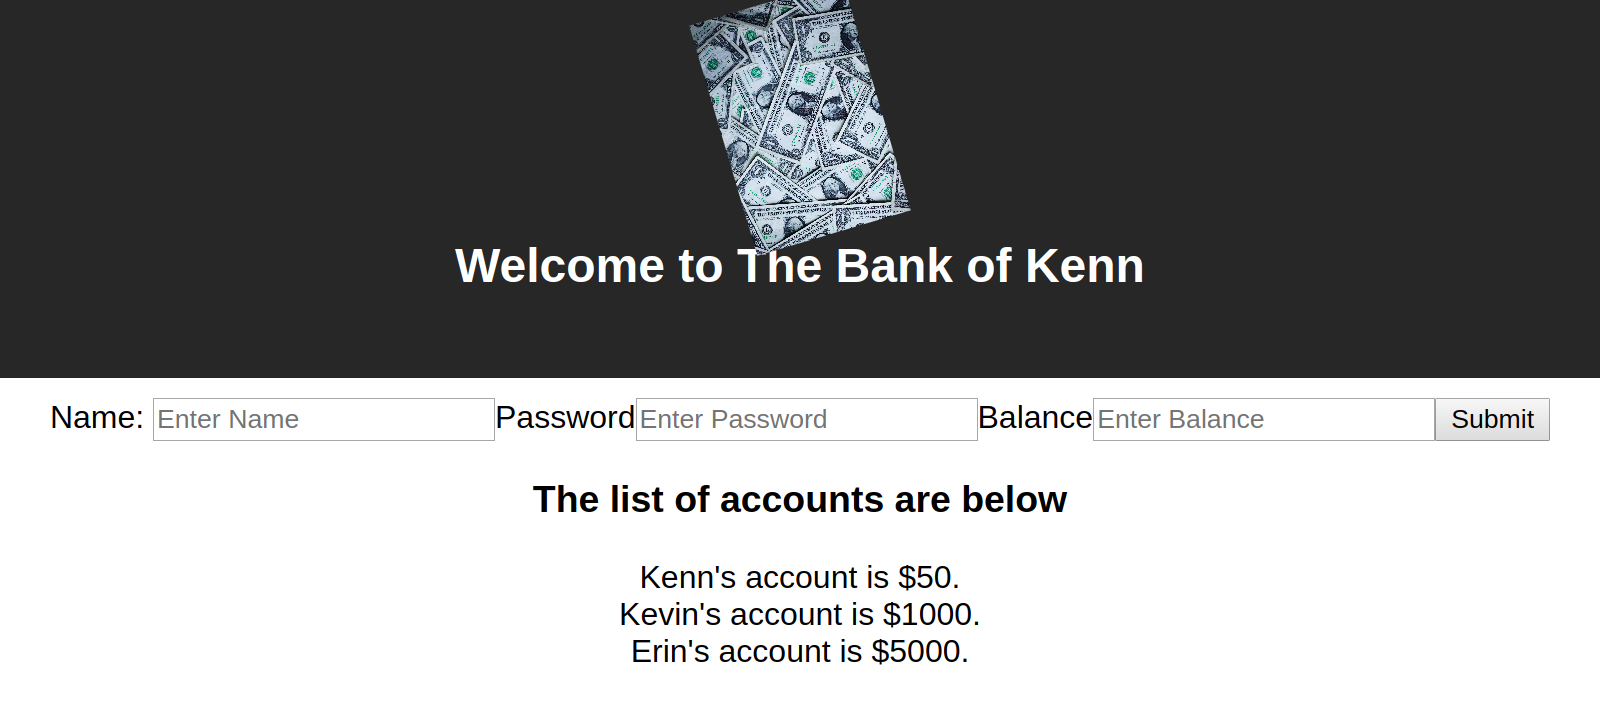 Welcome to The Bank of Kenn
Name: Enter Name Password Enter Password Balance Enter Balance Submit
The list of accounts are below
Kenn's account is $50.
Kevin's account is $1000.
Erin's account is $5000.